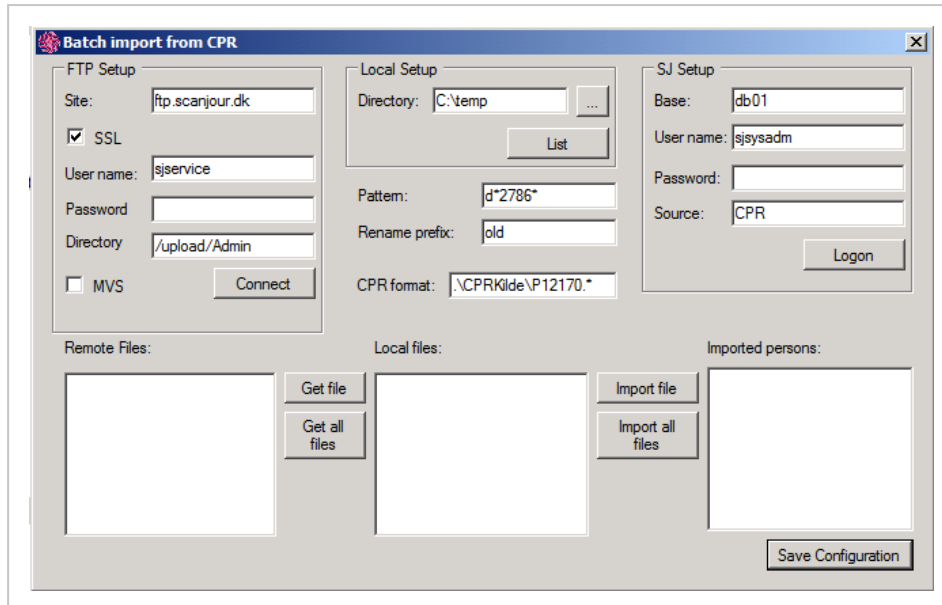 Batch import from CPR
FTP Setup
Site: ftp.scanjour.dk
SSL
User name: sjservice
Password
Directory /upload/Admin
MVS Connect
Local Setup
Directory: C:\temp ...
List
Pattern: d*2786*
Rename prefix: old
CPR format: .\CPRKilde\P12170.*
SJ Setup
Base: db01
User name: sjsysadm
Password:
Source: CPR
Logon
Remote Files:
Get file
Get all
files
Local files:
Import file
Import all
files
Imported persons:
Save Configuration